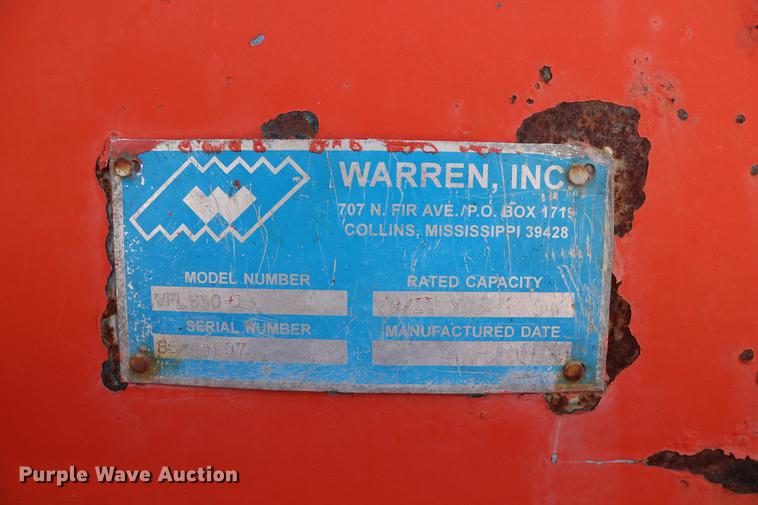 WARREN, INC.
707 N. FIR AVE./P.O. BOX 1719
COLLINS, MISSISSIPPI 39428
MODEL NUMBER
RATED CAPACITY
SERIAL NUMBER
MANUFACTURED DATE
Purple Wave Auction